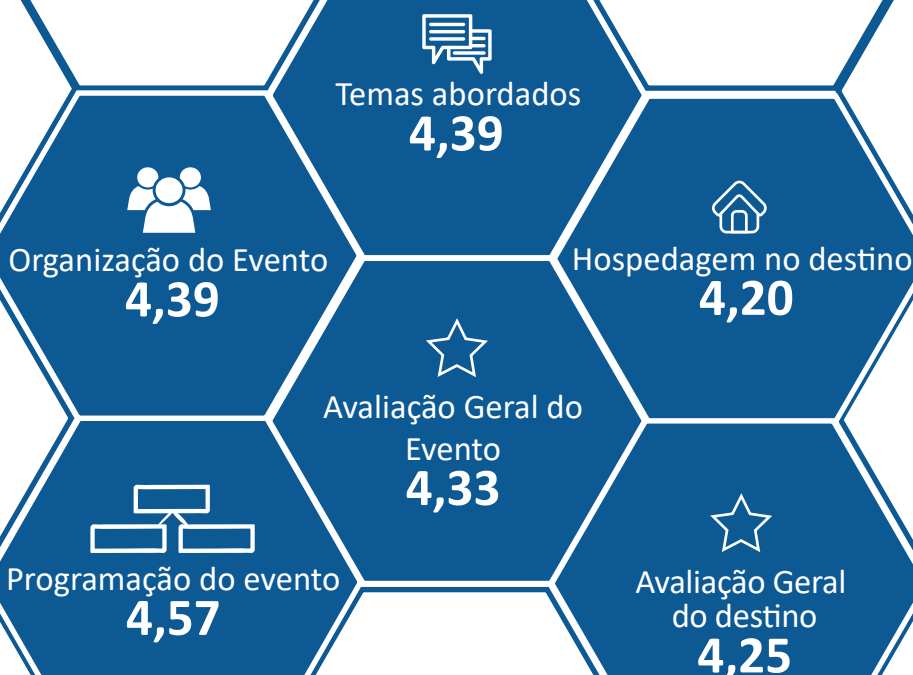 Temas abordados
4,39
Organização do Evento
4,39
Hospedagem no destino
4,20
Avaliação Geral do
Evento
4,33
Programação do evento
4,57
Avaliação Geral
do destino
4,25